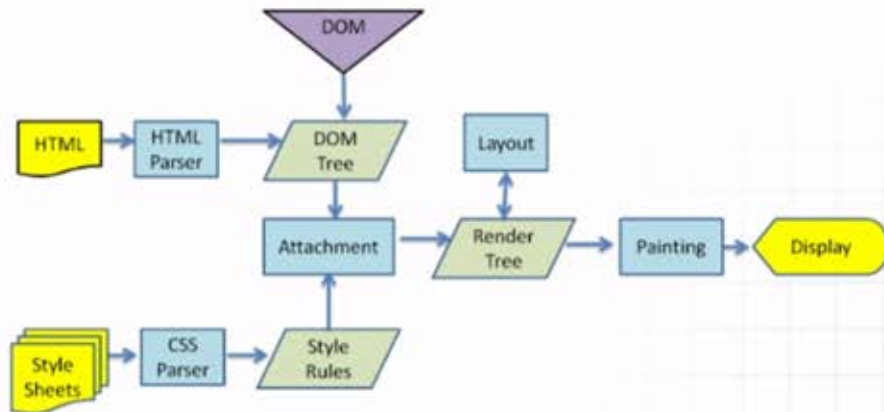 DOM
HTML
HTML
Parser
DOM
Tree
Layout
Attachment
Render
Tree
Painting
Display
Style
Sheets
CSS
Parser
Style
Rules